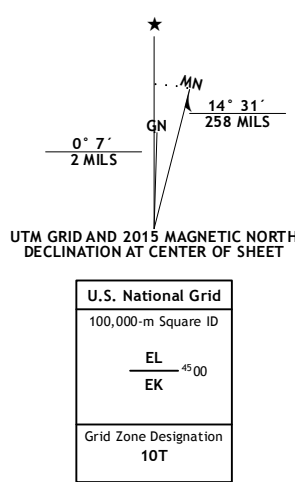 ★
MN
14° 31´
258 MILS
GN
0° 7´
2 MILS
UTM GRID AND 2015 MAGNETIC NORTH
DECLINATION AT CENTER OF SHEET
U.S. National Grid
100,000-m Square ID
EL
4500
EK
Grid Zone Designation
10T